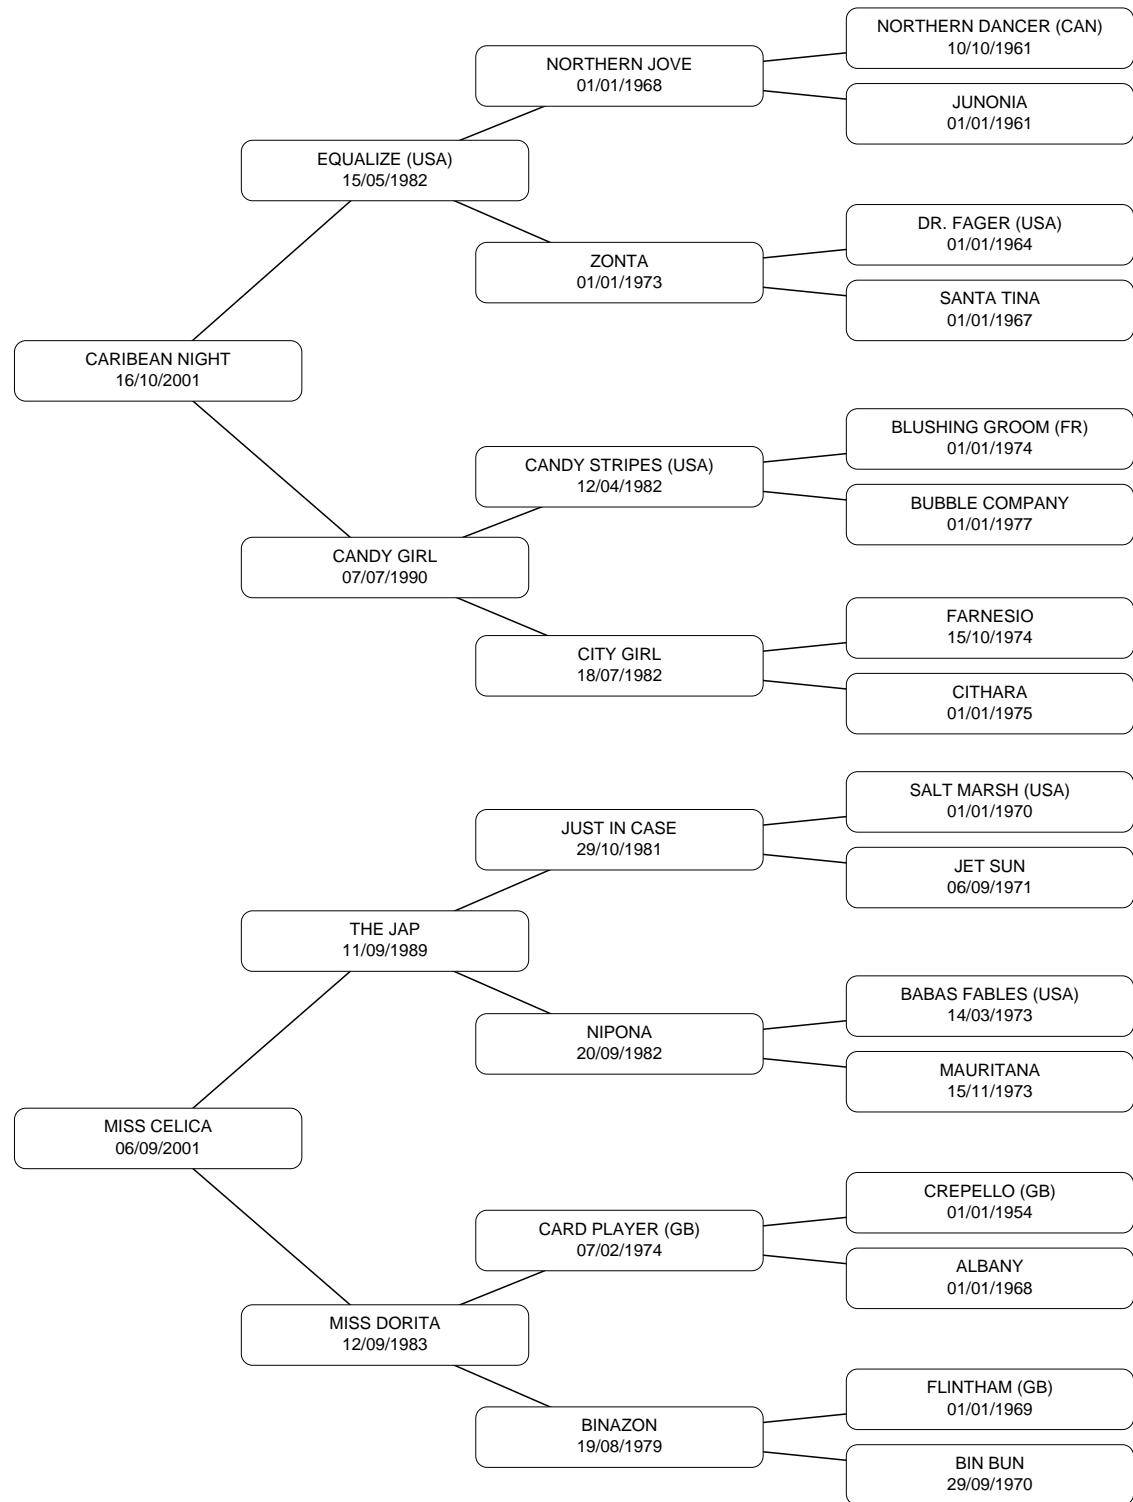 NORTHERN DANCER (CAN)
10/10/1961
NORTHERN JOVE
01/01/1968
JUNONIA
01/01/1961
EQUALIZE (USA)
15/05/1982
DR. FAGER (USA)
01/01/1964
ZONTA
01/01/1973
SANTA TINA
01/01/1967
CARIBEAN NIGHT
16/10/2001
BLUSHING GROOM (FR)
01/01/1974
CANDY STRIPES (USA)
12/04/1982
BUBBLE COMPANY
01/01/1977
CANDY GIRL
07/07/1990
FARNESIO
15/10/1974
CITY GIRL
18/07/1982
CITHARA
01/01/1975
SALT MARSH (USA)
01/01/1970
JUST IN CASE
29/10/1981
JET SUN
06/09/1971
THE JAP
11/09/1989
BABAS FABLES (USA)
14/03/1973
NIPONA
20/09/1982
MAURITANA
15/11/1973
MISS CELICA
06/09/2001
CREPELLO (GB)
01/01/1954
CARD PLAYER (GB)
07/02/1974
ALBANY
01/01/1968
MISS DORITA
12/09/1983
FLINTHAM (GB)
01/01/1969
BINAZON
19/08/1979
BIN BUN
29/09/1970